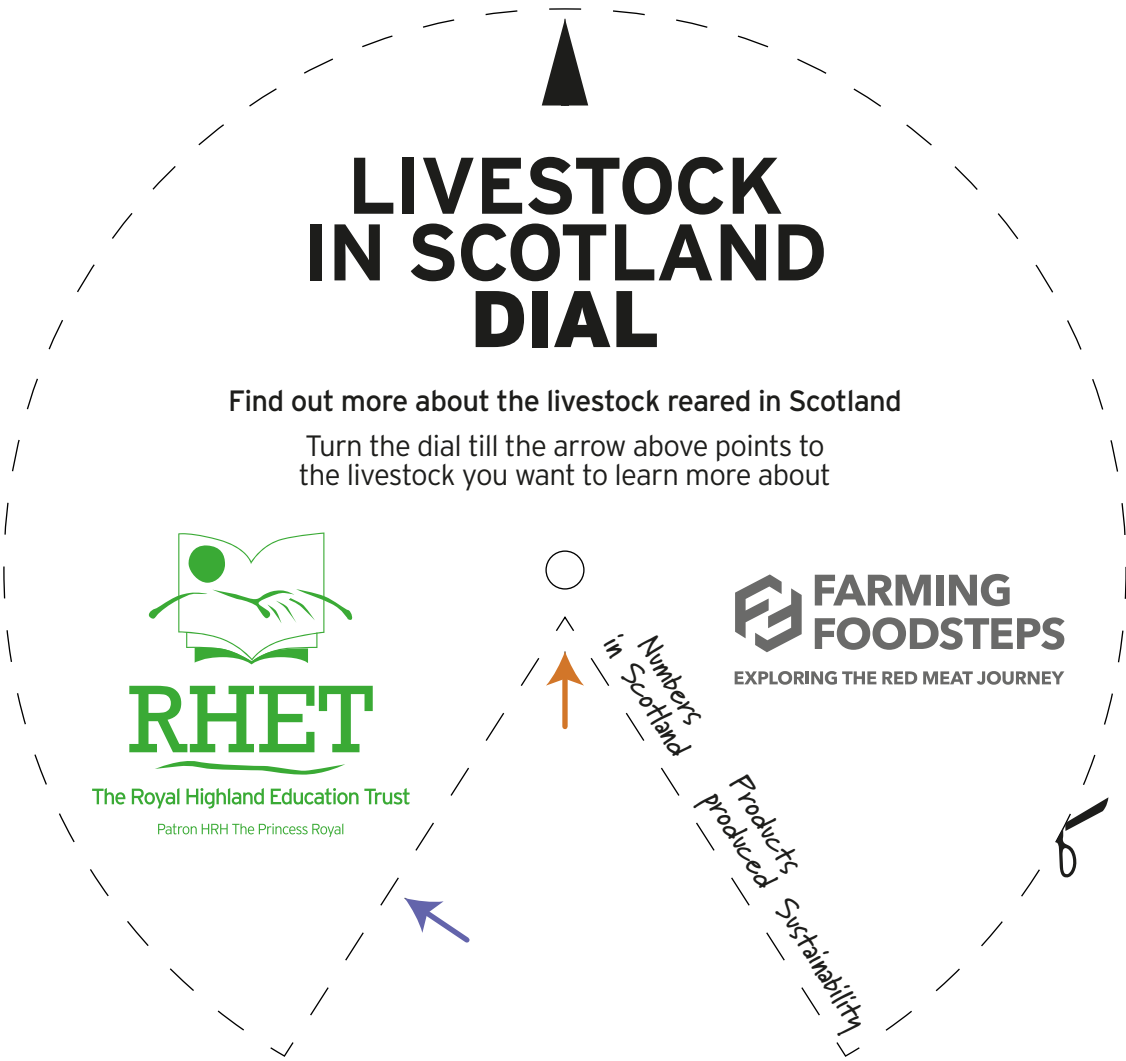 LIVESTOCK
IN SCOTLAND
DIAL
Find out more about the livestock reared in Scotland
Turn the dial till the arrow above points to
the livestock you want to learn more about
RHET
The Royal Highland Education Trust
Patron HRH The Princess Royal
FARMING
FOODSTEPS
EXPLORING THE RED MEAT JOURNEY
Numbers
in Scotland
Products
produced
Sustainability